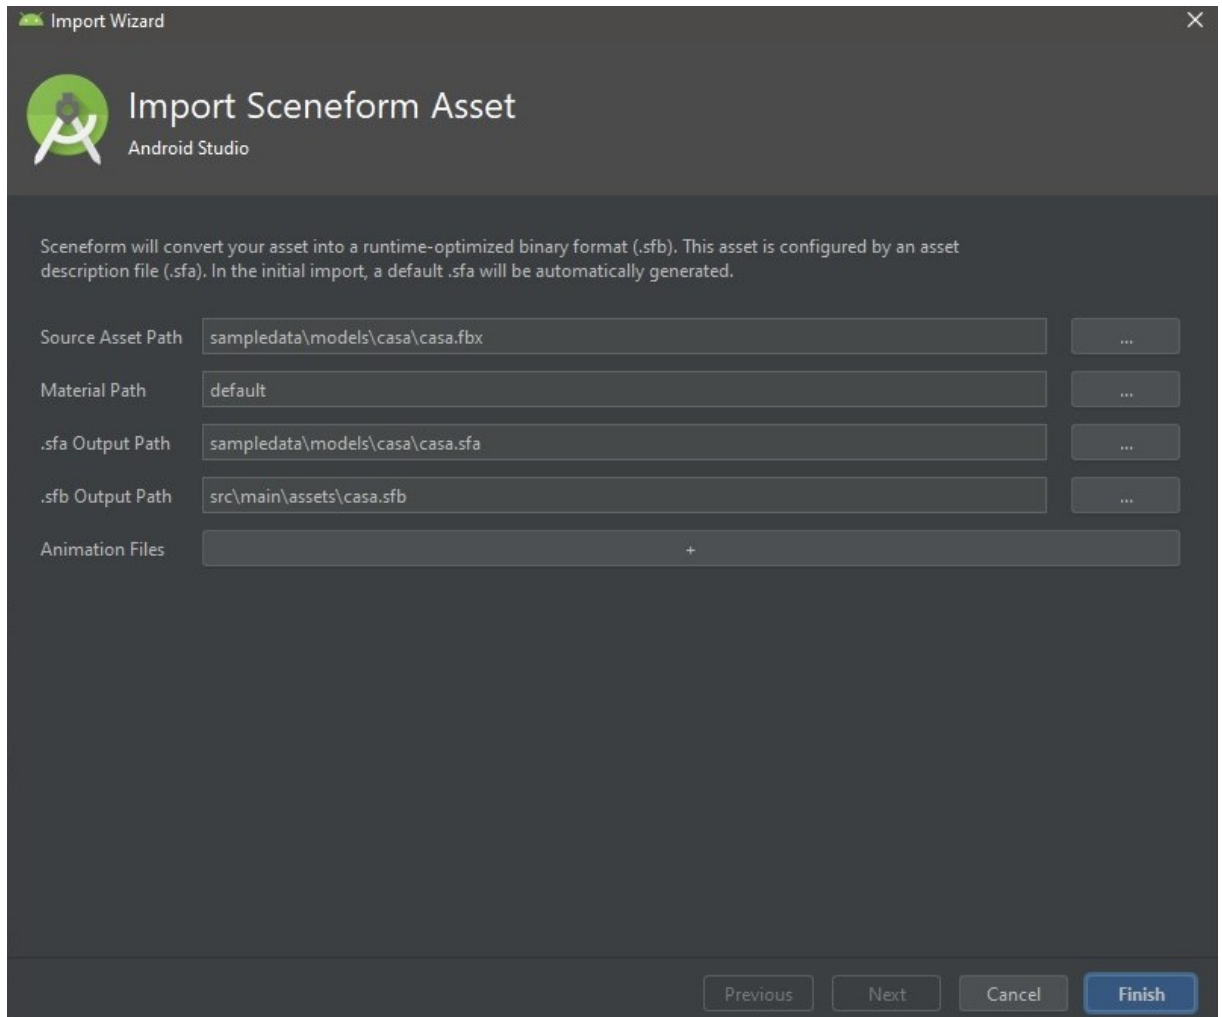 Import Wizard
Import Sceneform Asset
Android Studio
Sceneform will convert your asset into a runtime-optimized binary format (.sfb). This asset is configured by an asset
description file (.sfa). In the initial import, a default .sfa will be automatically generated.
Source Asset Path sampledata\models\casa\casa.fbx ...
Material Path default ...
.sfa Output Path sampledata\models\casa\casa.sfa ...
.sfb Output Path src\main\assets\casa.sfb ...
Animation Files +
Previous Next Cancel Finish